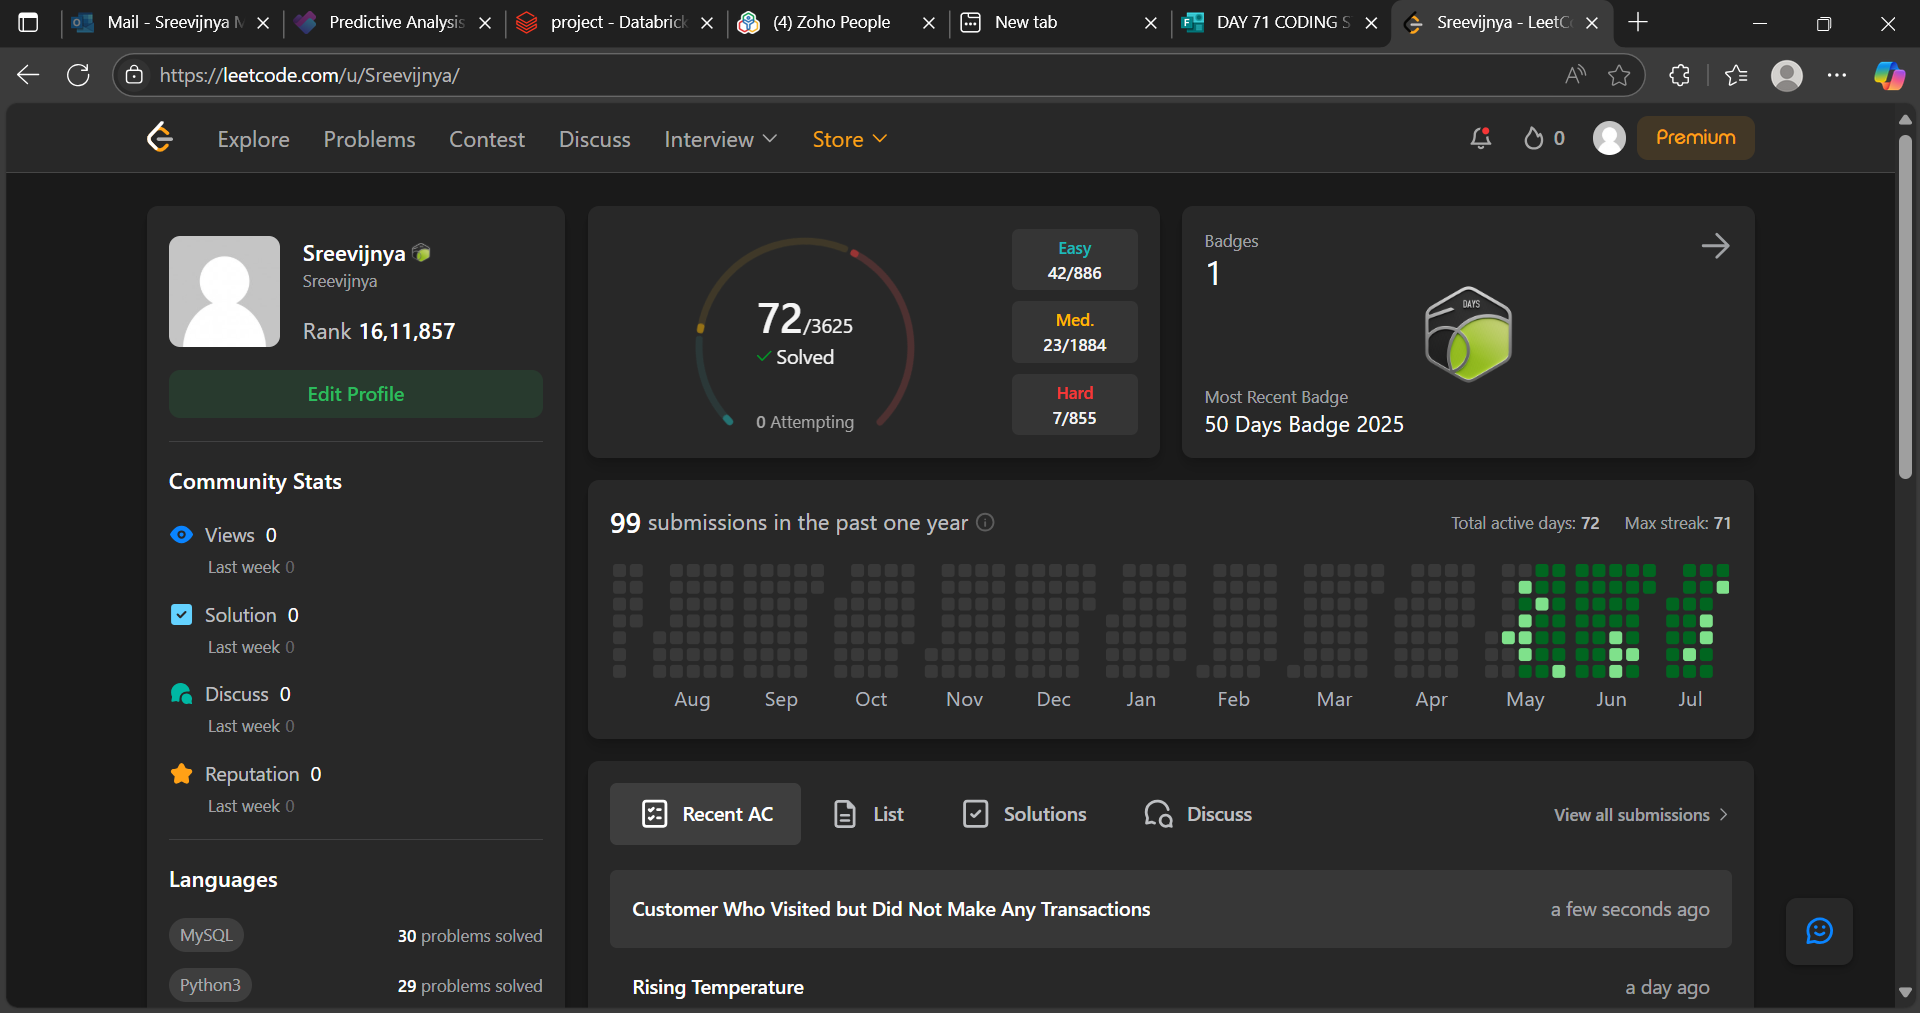 Mail - Sreevijnya M
Predictive Analysis
project - Databrick
(4) Zoho People
New tab
DAY 71 CODING S
Sreevijnya - LeetCo
https://leetcode.com/u/Sreevijnya/
Explore
Problems
Contest
Discuss
Interview
Store
0
Premium
Sreevijnya
Sreevijnya
Rank 16,11,857
Edit Profile
Community Stats
Views 0
Last week 0
Solution 0
Last week 0
Discuss 0
Last week 0
Reputation 0
Last week 0
Languages
MySQL
30 problems solved
Python3
29 problems solved
72/3625
Solved
0 Attempting
Easy
42/886
Med.
23/1884
Hard
7/855
Badges
1
DAYS
Most Recent Badge
50 Days Badge 2025
99 submissions in the past one year
Total active days: 72
Max streak: 71
Aug
Sep
Oct
Nov
Dec
Jan
Feb
Mar
Apr
May
Jun
Jul
Recent AC
List
Solutions
Discuss
View all submissions
Customer Who Visited but Did Not Make Any Transactions
a few seconds ago
Rising Temperature
a day ago